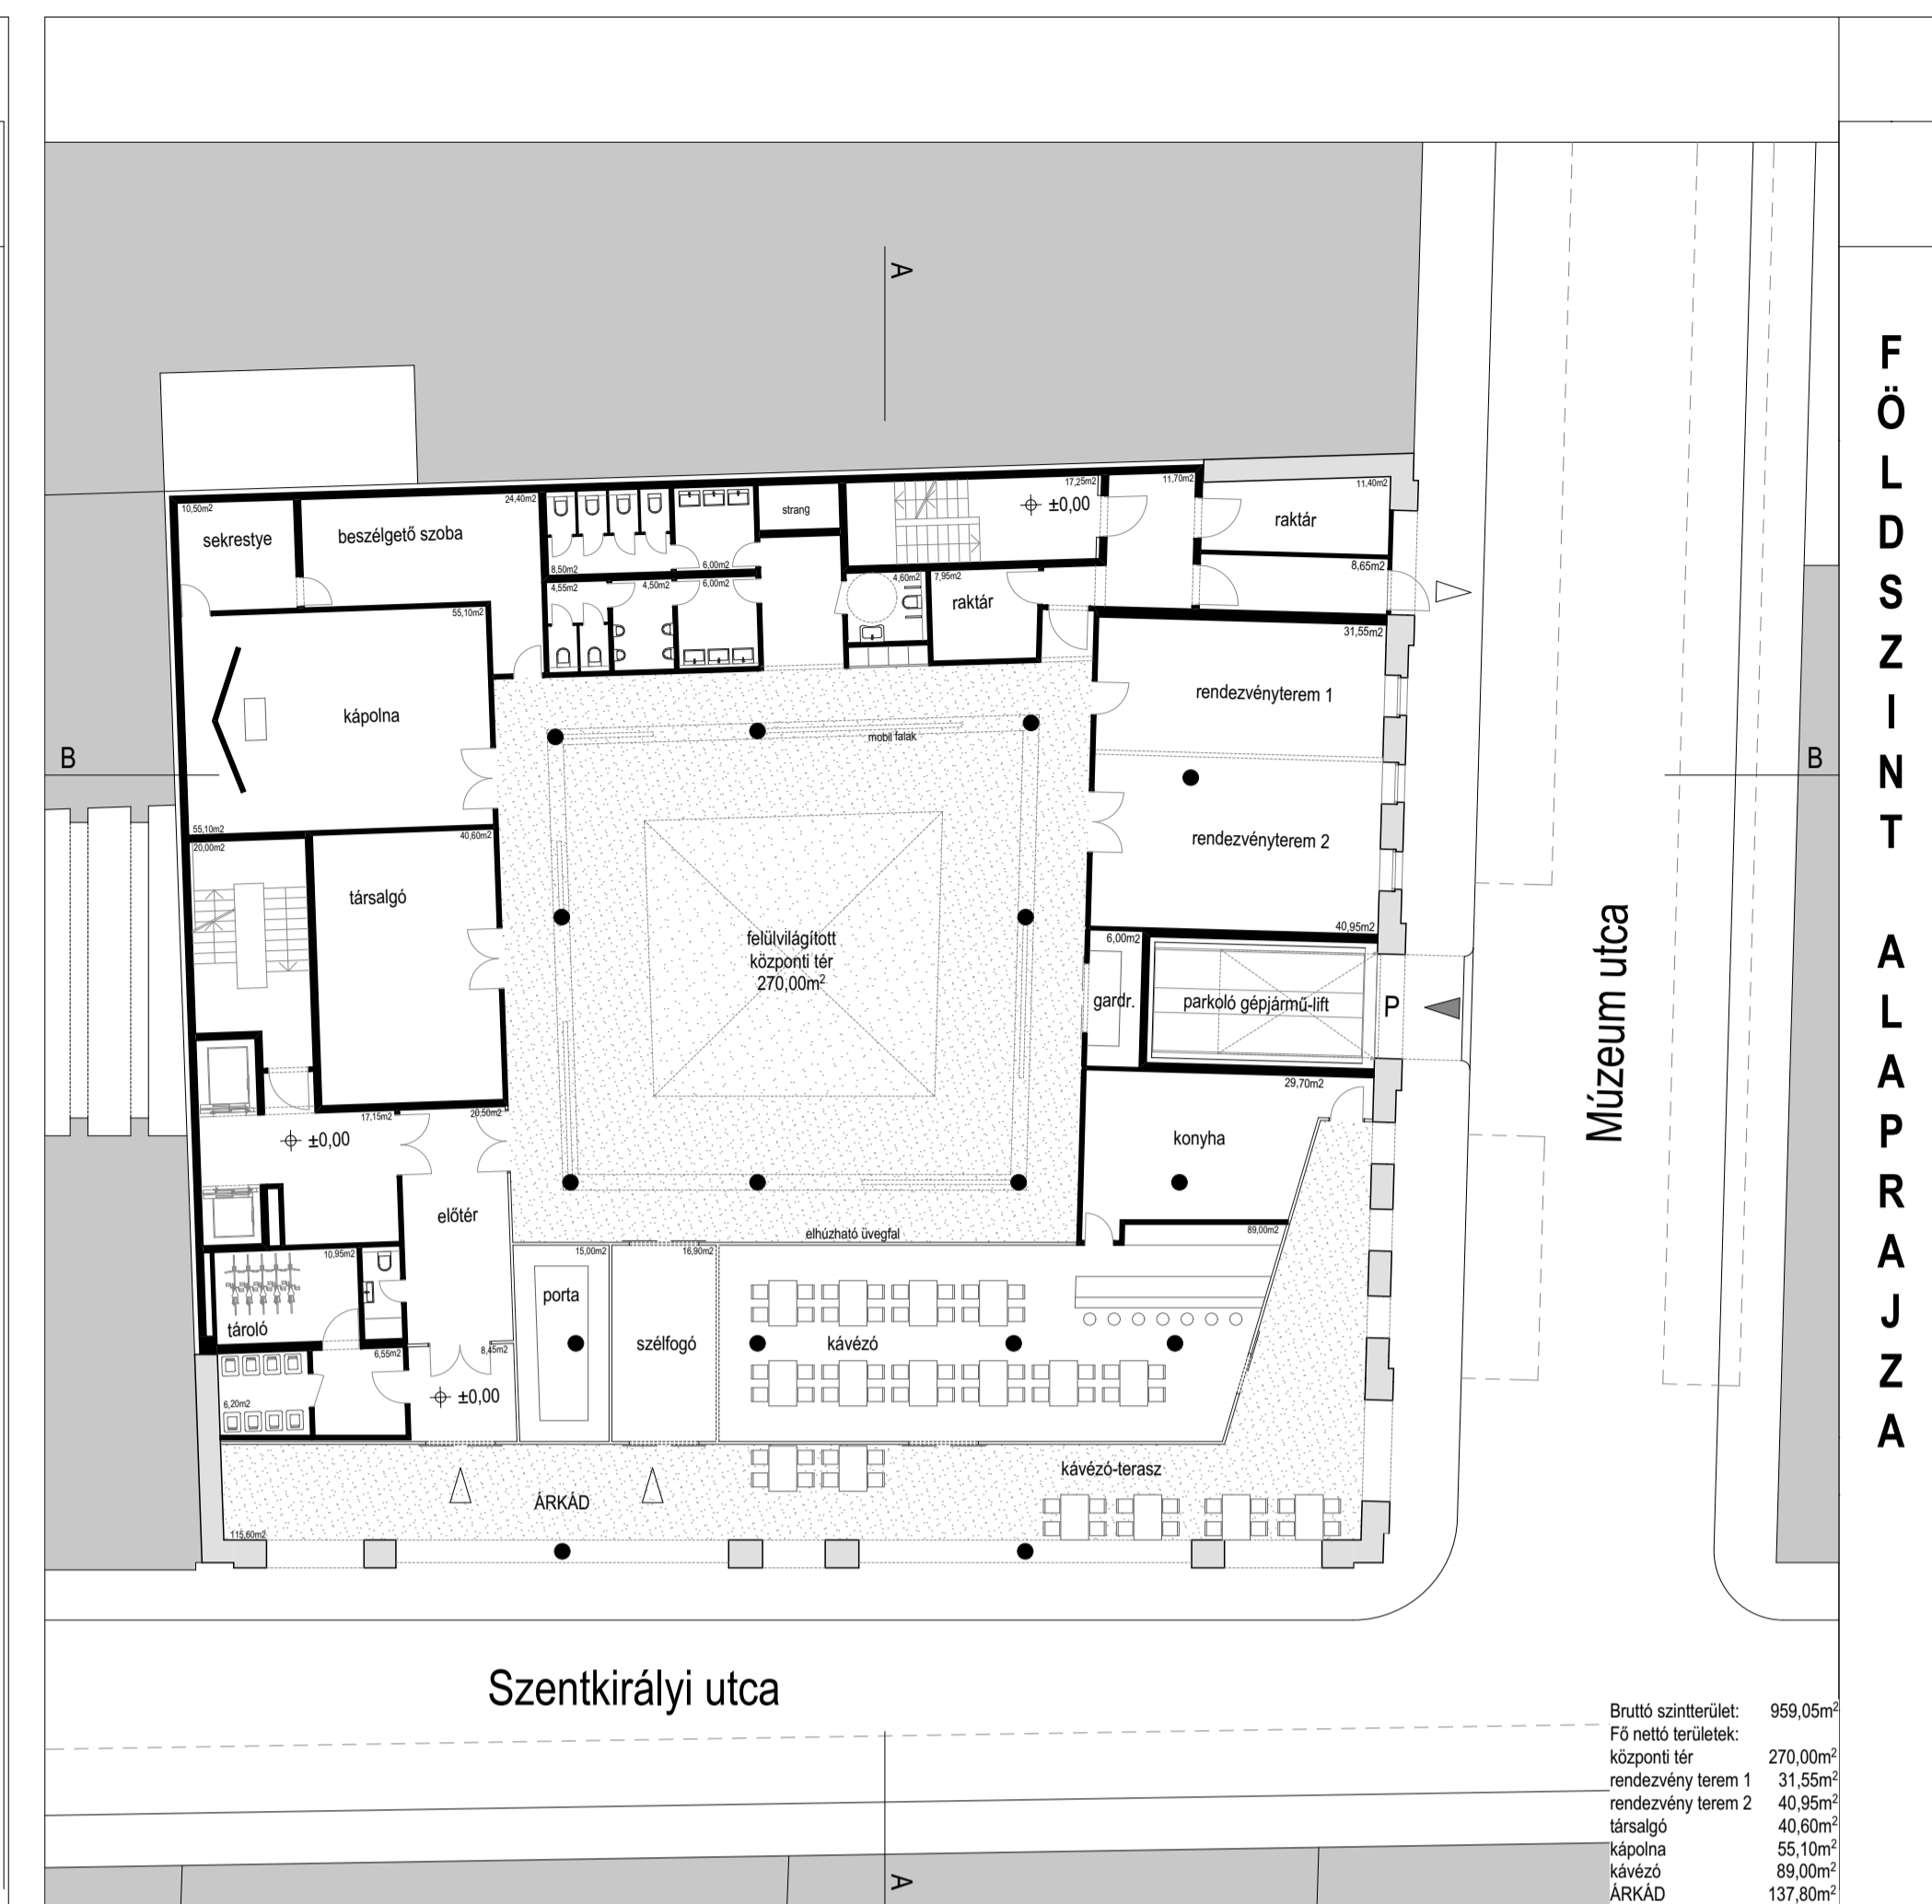 A
24,40m2
10,50m2
sekrestye
beszélgető szoba
strang
17,25m2
±0,00
11,70m2
11,40m2
raktár
8,50m2
6,00m2
4,55m2
4,50m2
6,00m2
4,60m2
7,95m2
raktár
8,65m2
55,10m2
31,55m2
kápolna
rendezvényterem 1
mobil falak
B
B
55,10m2
40,60m2
20,00m2
rendezvényterem 2
társalgó
felülvilágított
központi tér
270,00m2
40,95m2
6,00m2
gardr.
parkoló gépjármű-lift
P
Múzeum utca
29,70m2
17,15m2
20,50m2
±0,00
konyha
előtér
elhúzható üvegfal
89,00m2
10,95m2
15,00m2
16,90m2
porta
tároló
szélfogó
kávézó
6,55m2
8,45m2
±0,00
6,20m2
kávézó-terasz
ÁRKÁD
115,60m2
Szentkirályi utca
A
FÖLDSZINT ALAPRAJZA
Bruttó szintterület: 959,05m2
Fő nettó területek:
központi tér 270,00m2
rendezvény terem 1 31,55m2
rendezvény terem 2 40,95m2
társalgó 40,60m2
kápolna 55,10m2
kávézó 89,00m2
ÁRKÁD 137,80m2